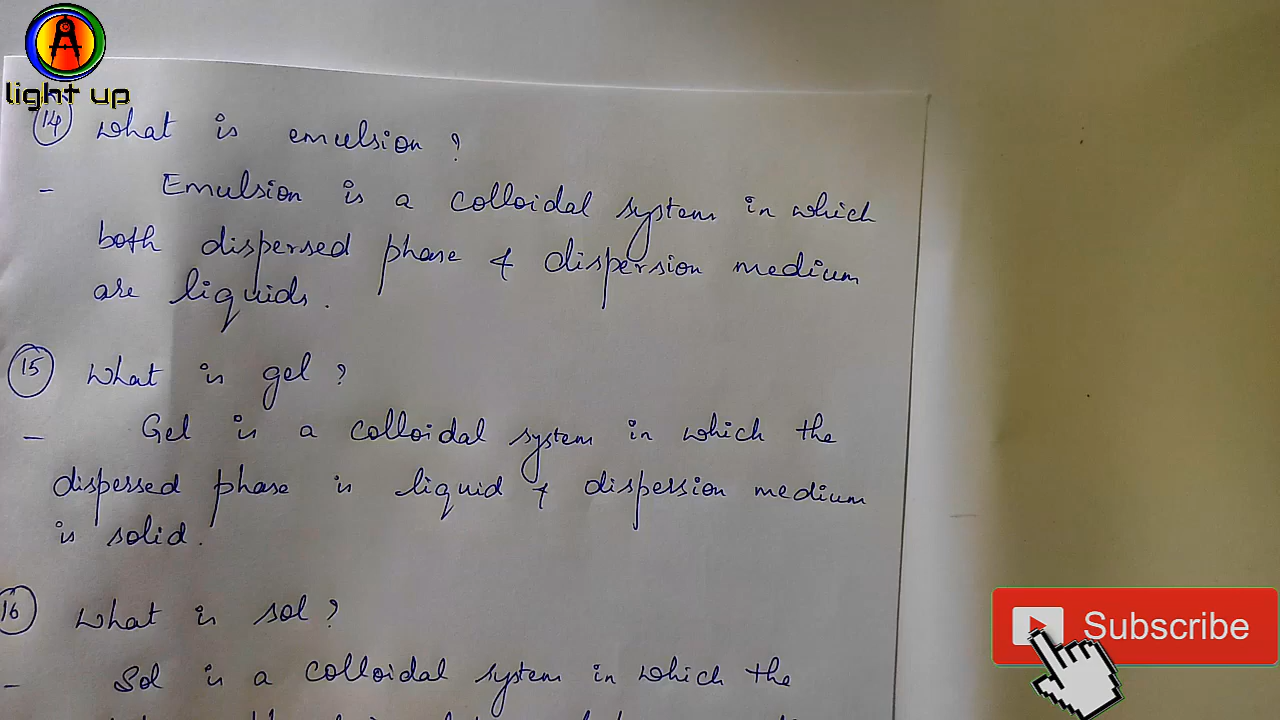 light up
14 What is emulsion ?
- Emulsion is a colloidal system in which
both dispersed phase & dispersion medium
are liquids.
15 What is gel ?
- Gel is a colloidal system in which the
dispersed phase is liquid & dispersion medium
is solid.
16 What is sol ?
- Sol is a colloidal system in which the
Subscribe